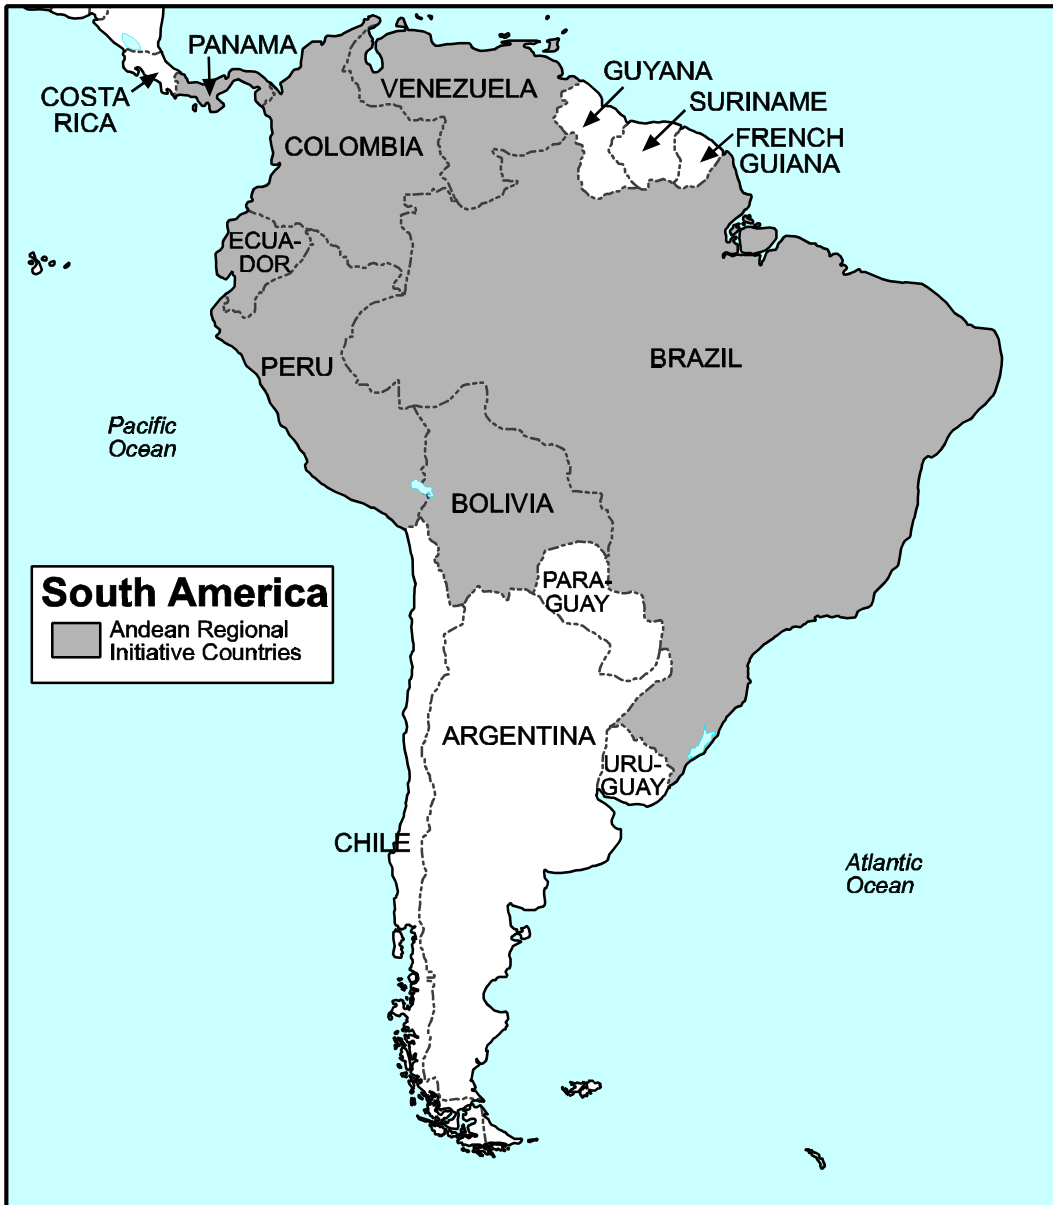 PANAMA
COSTA
RICA
VENEZUELA
GUYANA
SURINAME
FRENCH
GUIANA
COLOMBIA
ECUA-
DOR
PERU
BRAZIL
Pacific
Ocean
BOLIVIA
PARA-
GUAY
South America
Andean Regional
Initiative Countries
ARGENTINA
URU-
GUAY
CHILE
Atlantic
Ocean